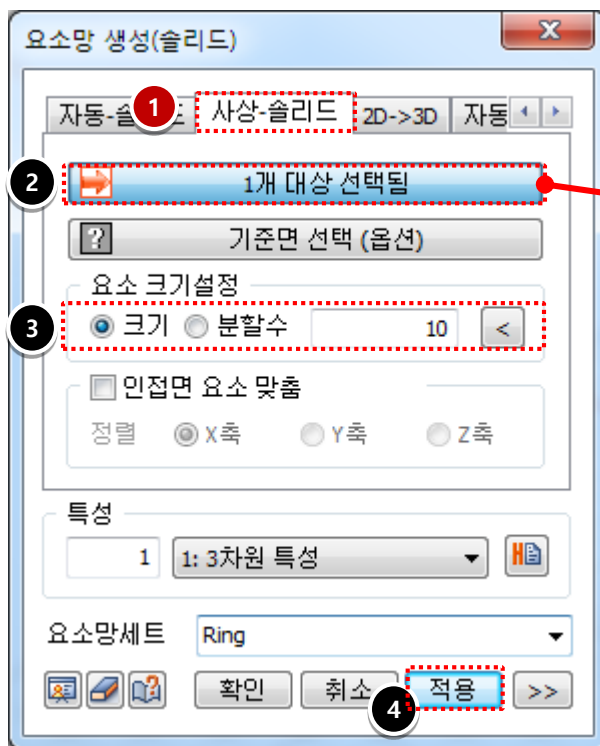 요소망 생성(솔리드)
1
자동-솔 사상-솔리드 2D->3D 자동
2
1개 대상 선택됨
? 기준면 선택 (옵션)
요소 크기설정
3
크기 분할수 10 <
인접면 요소 맞춤
정렬 X축 Y축 Z축
특성
1 1: 3차원 특성 H
요소망세트 Ring
확인 취소 적용 >>
4